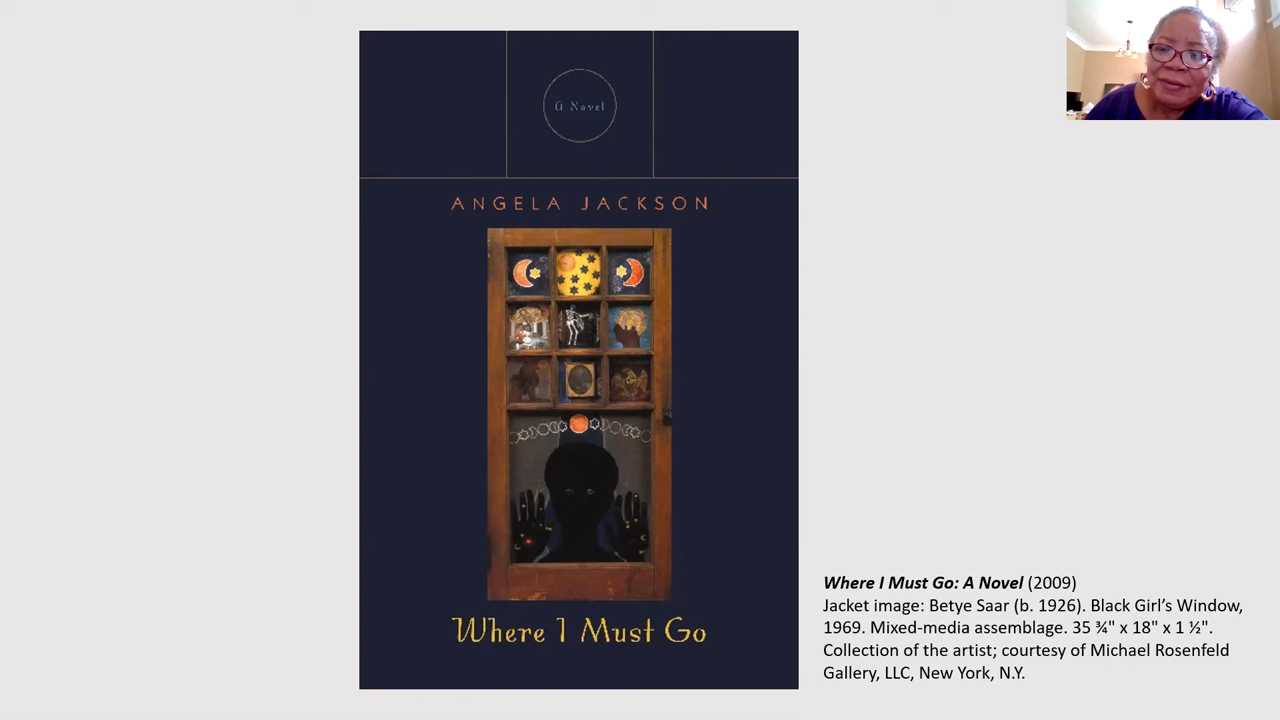 A Novel
ANGELA JACKSON
Where I Must Go
Where I Must Go: A Novel (2009)
Jacket image: Betye Saar (b. 1926). Black Girl’s Window,
1969. Mixed-media assemblage. 35 ¾" x 18" x 1 ½".
Collection of the artist; courtesy of Michael Rosenfeld
Gallery, LLC, New York, N.Y.